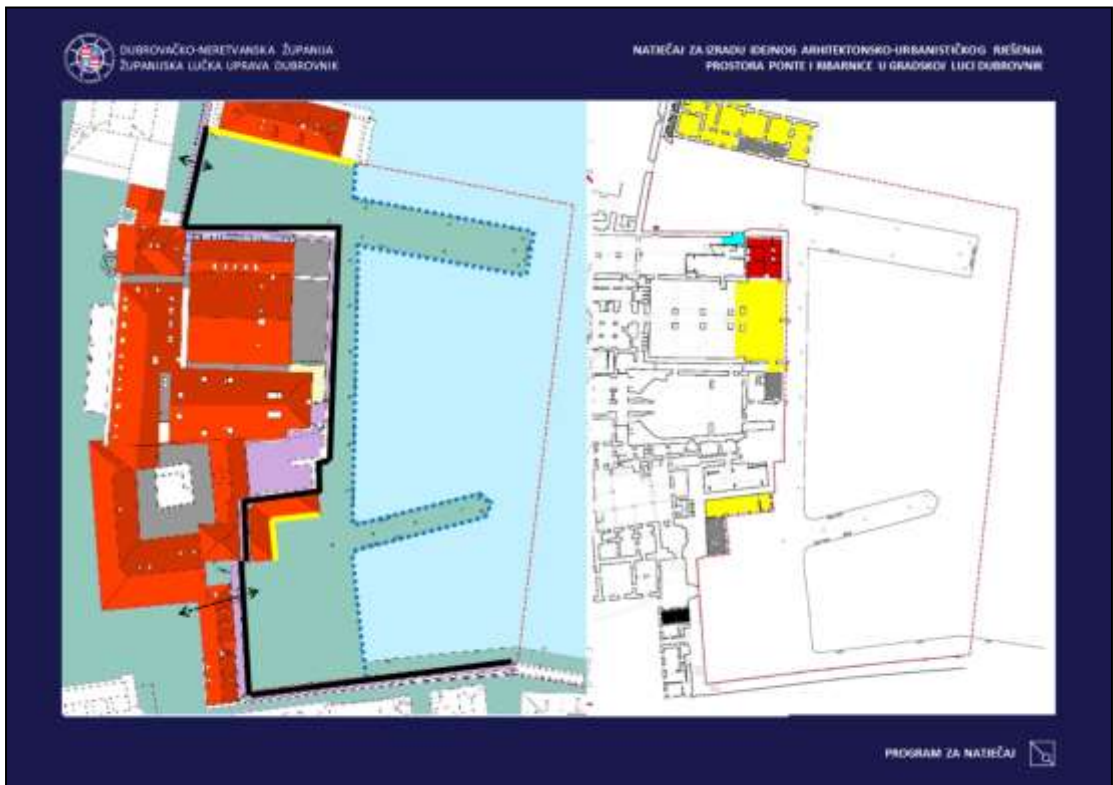 DUBROVAČKO-NERETVANSKA ŽUPANIJA
ŽUPANIJSKA LUČKA UPRAVA DUBROVNIK
NATJEČAJ ZA IZRADU IDEJNOG ARHITEKTONSKO-URBANISTIČKOG RJEŠENJA
PROSTORA PONTE I RIBARNICE U GRADSKOJ LUCI DUBROVNIK
PROGRAM ZA NATJEČAJ